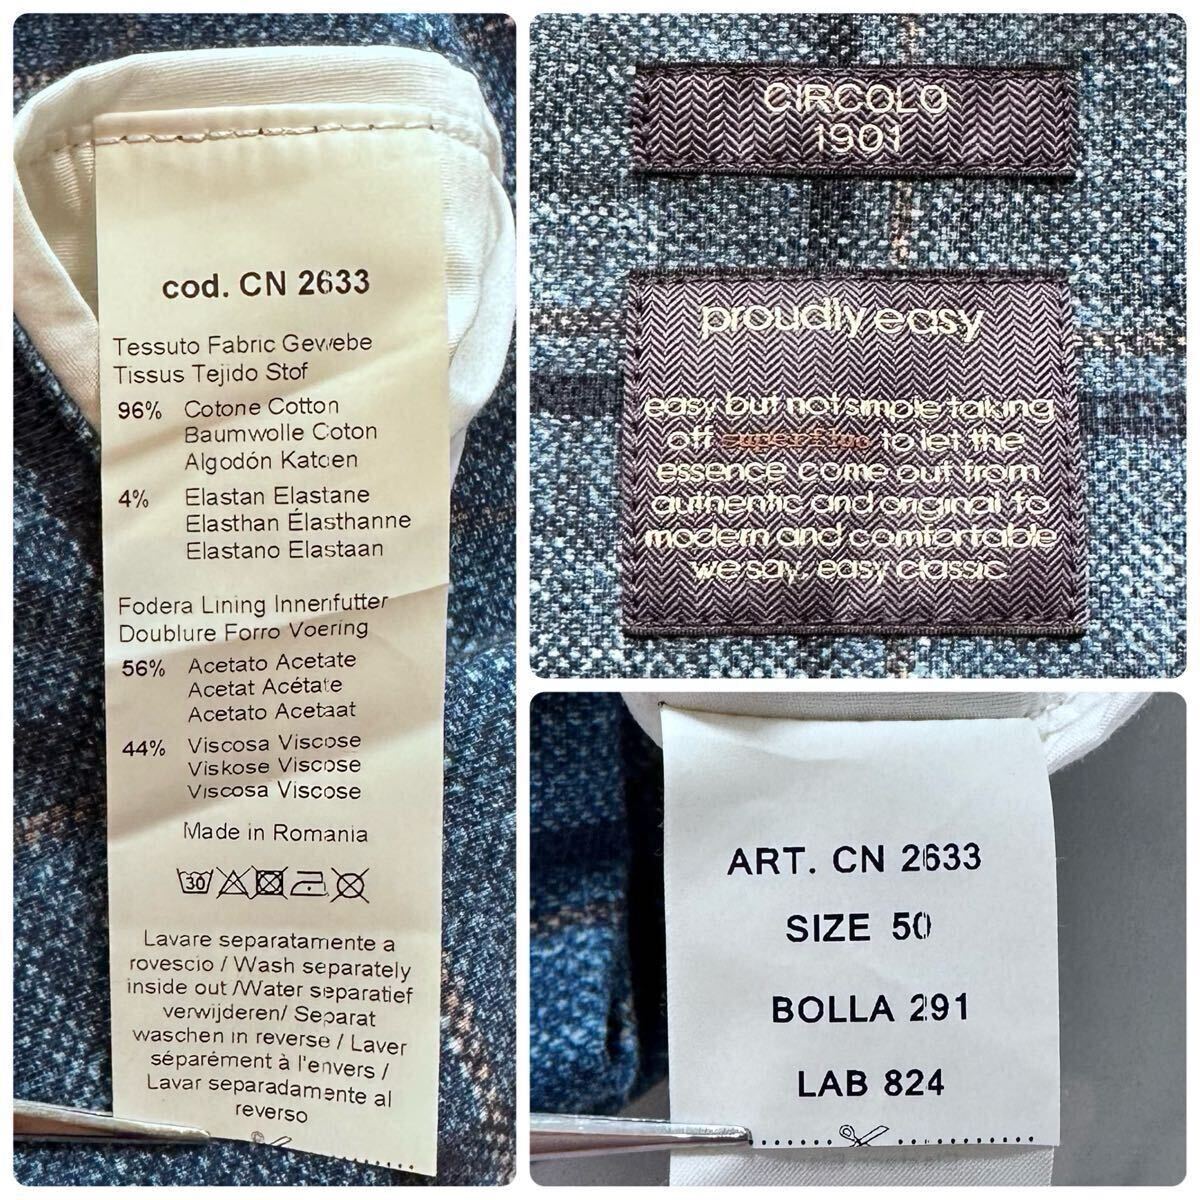 cod. CN 2633
Tessuto Fabric Gewebe
Tissus Tejido Stof
96% Cotone Cotton
Baumwolle Coton
Algodón Katoen
4% Elastan Elastane
Elasthan Élasthanne
Elastano Elastaan
Fodera Lining Innenfutter
Doublure Forro Voering
56% Acetato Acetate
Acetat Acétate
Acetato Acetaat
44% Viscosa Viscose
Viskose Viscose
Viscosa Viscose
Made in Romania
30
Lavare separatamente a
rovescio / Wash separately
inside out /Water separatief
verwijderen/ Separat
waschen in reverse / Laver
séparément à l'envers /
Lavar separadamente al
reverso
CIRCOLO
1901
proudly easy
easy but not simple taking
off to let the
essence come out from
authentic and original to
modern and comfortable
we say, easy classic
ART. CN 2633
SIZE 50
BOLLA 291
LAB 824